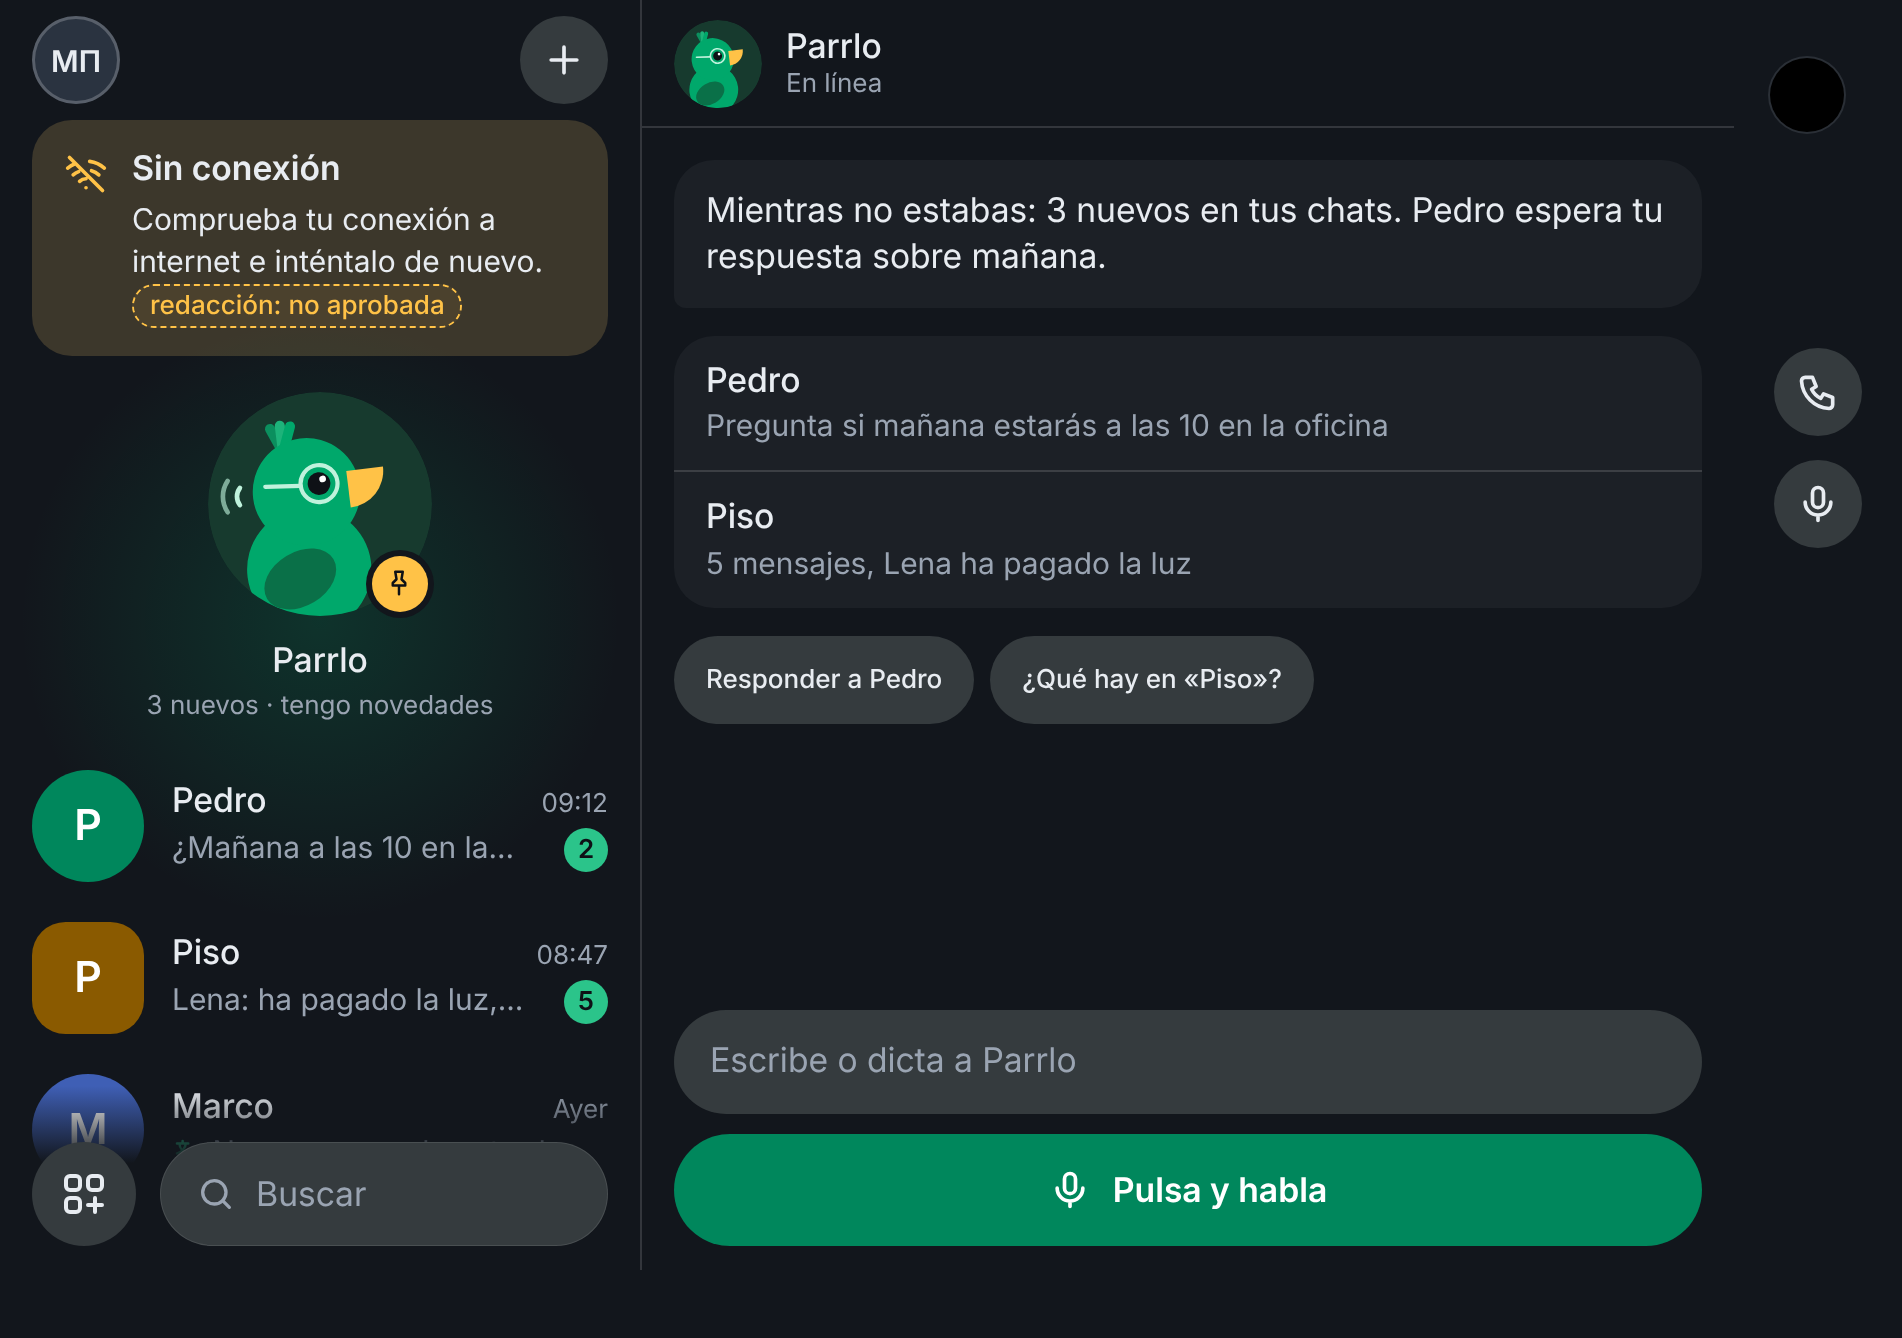 МП
Sin conexión
Comprueba tu conexión a
internet e inténtalo de nuevo.
redacción: no aprobada
Parrlo
3 nuevos · tengo novedades
P
Pedro
09:12
¿Mañana a las 10 en la...
2
P
Piso
08:47
Lena: ha pagado la luz,...
5
M
Marco
Ayer
Buscar
Parrlo
En línea
Mientras no estabas: 3 nuevos en tus chats. Pedro espera tu
respuesta sobre mañana.
Pedro
Pregunta si mañana estarás a las 10 en la oficina
Piso
5 mensajes, Lena ha pagado la luz
Responder a Pedro
¿Qué hay en «Piso»?
Escribe o dicta a Parrlo
Pulsa y habla